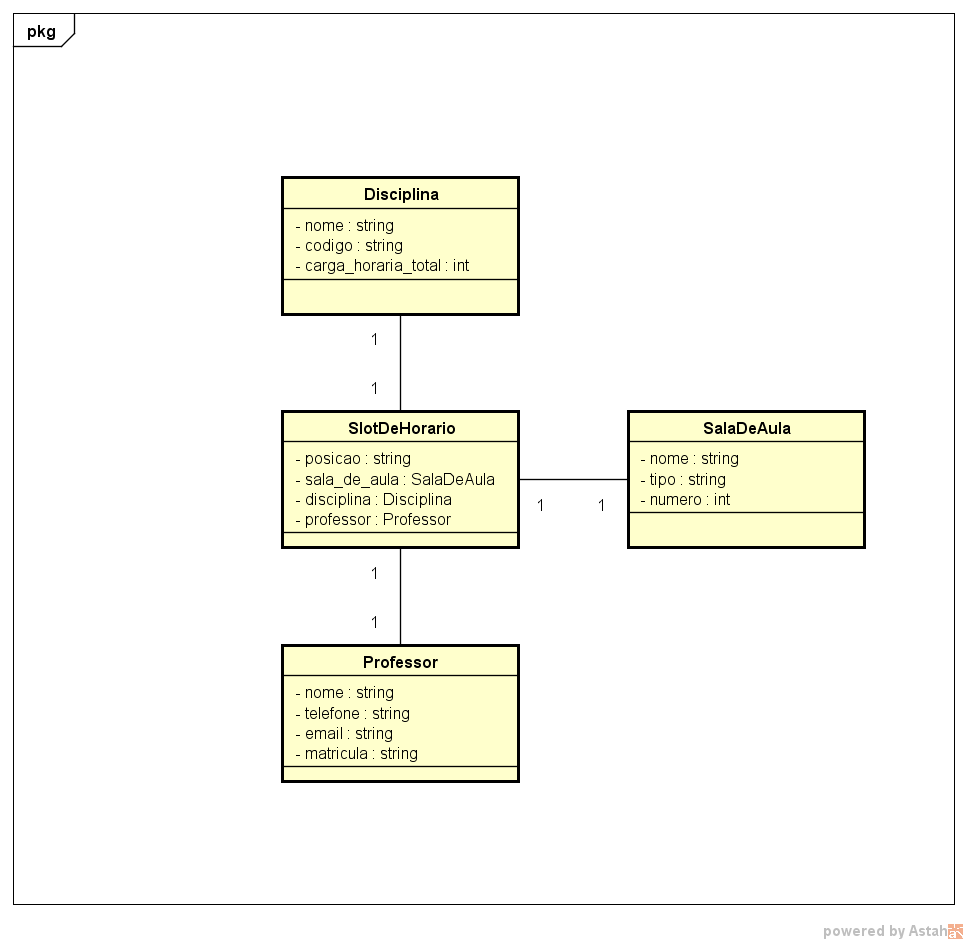 pkg
Disciplina
- nome : string
- codigo : string
- carga_horaria_total : int
1
1
SlotDeHorario
- posicao : string
- sala_de_aula : SalaDeAula
- disciplina : Disciplina
- professor : Professor
1
1
SalaDeAula
- nome : string
- tipo : string
- numero : int
1
1
Professor
- nome : string
- telefone : string
- email : string
- matricula : string
powered by Astah